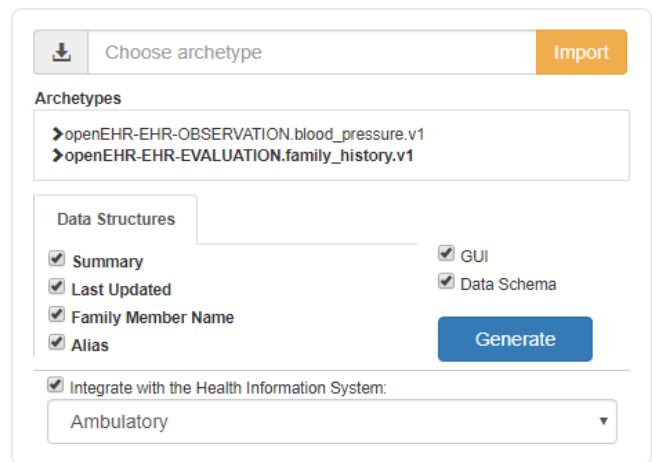 Choose archetype
Import
Archetypes
openEHR-EHR-OBSERVATION.blood_pressure.v1
openEHR-EHR-EVALUATION.family_history.v1
Data Structures
Summary
Last Updated
Family Member Name
Alias
GUI
Data Schema
Generate
Integrate with the Health Information System:
Ambulatory